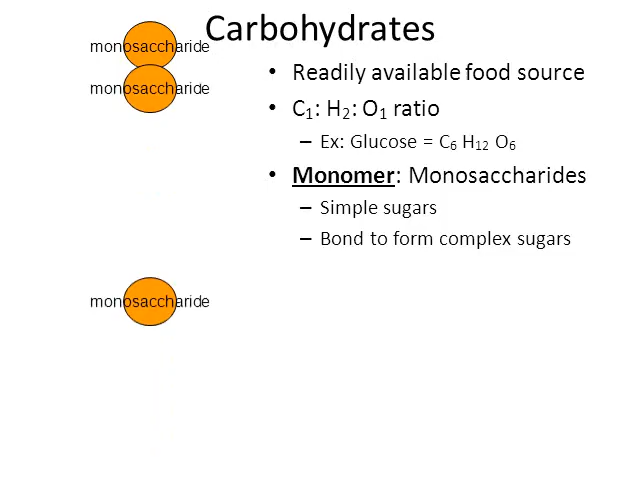 Carbohydrates
monosaccharide
monosaccharide
• Readily available food source
• C₁: H₂: O₁ ratio
– Ex: Glucose = C₆ H₁₂ O₆
• Monomer: Monosaccharides
– Simple sugars
– Bond to form complex sugars
monosaccharide